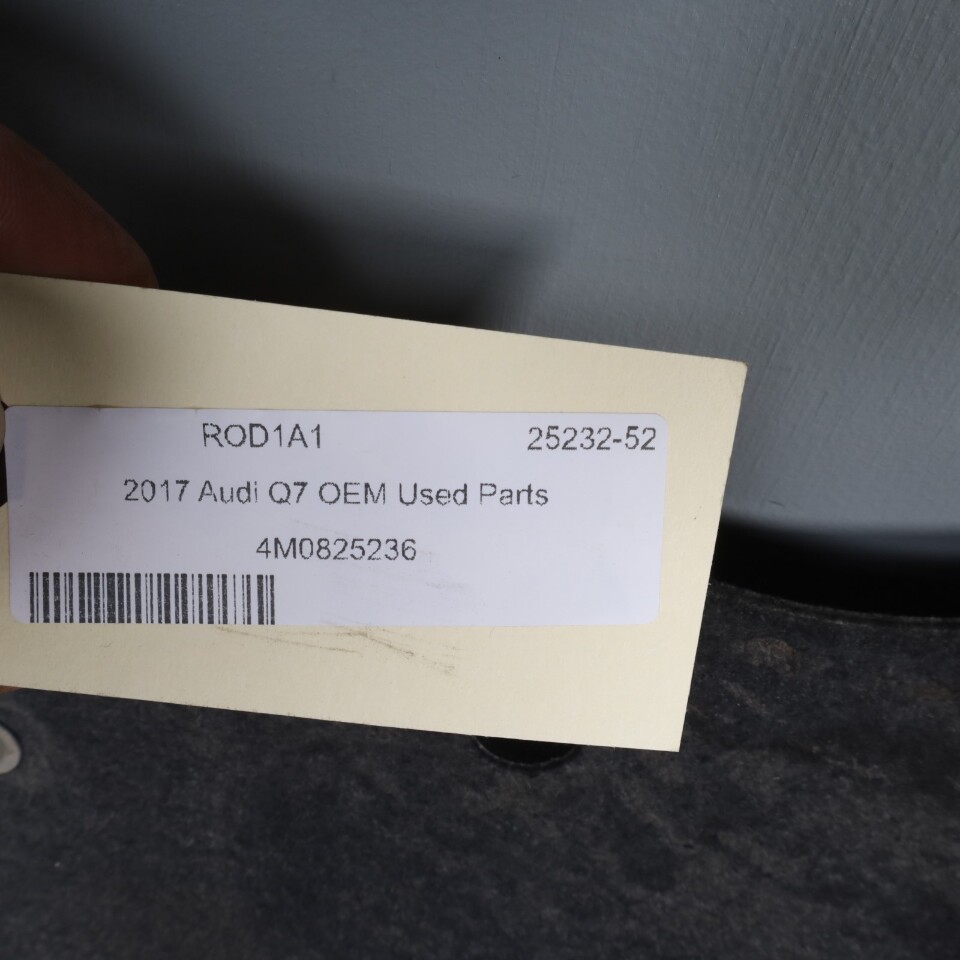 ROD1A1 25232-52
2017 Audi Q7 OEM Used Parts
4M0825236